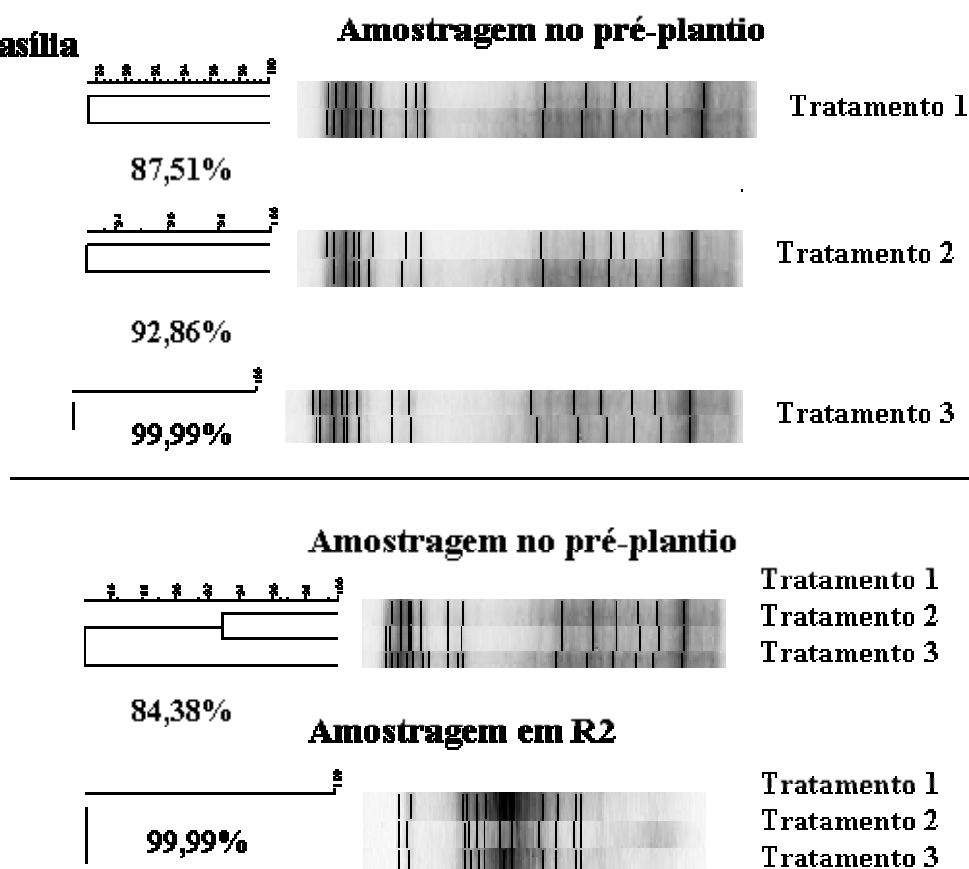 asília
Amostragem no pré-plantio
Tratamento 1
87,51%
Tratamento 2
92,86%
100
Tratamento 3
99,99%
Amostragem no pré-plantio
Tratamento 1
Tratamento 2
Tratamento 3
84,38%
Amostragem em R2
Tratamento 1
Tratamento 2
Tratamento 3
99,99%